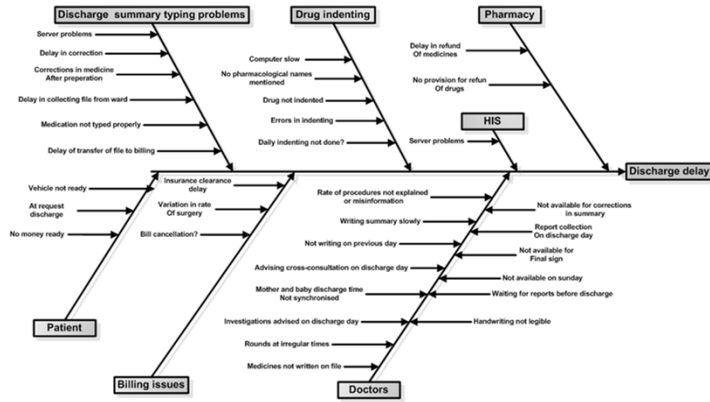 Discharge summary typing problems
Drug indenting
Pharmacy
Server problems
Delay in correction
Corrections in medicine
After preperation
Delay in collecting file from ward
Medication not typed properly
Delay of transfer of file to billing
Computer slow
No pharmacological names
mentioned
Drug not indented
Errors in indenting
Daily indenting not done?
Delay in refund
Of medicines
No provision for refun
Of drugs
HIS
Server problems
Discharge delay
Vehicle not ready
At request
discharge
No money ready
Patient
Insurance clearance
delay
Variation in rate
Of surgery
Bill cancellation?
Billing issues
Rate of procedures not explained
or misinformation
Writing summary slowly
Not writing on previous day
Advising cross-consultation on discharge day
Mother and baby discharge time
Not synchronised
Investigations advised on discharge day
Rounds at irregular times
Medicines not written on file
Not available for corrections
in summary
Report collection
On discharge day
Not available for
Final sign
Not available on sunday
Waiting for reports before discharge
Handwriting not legible
Doctors